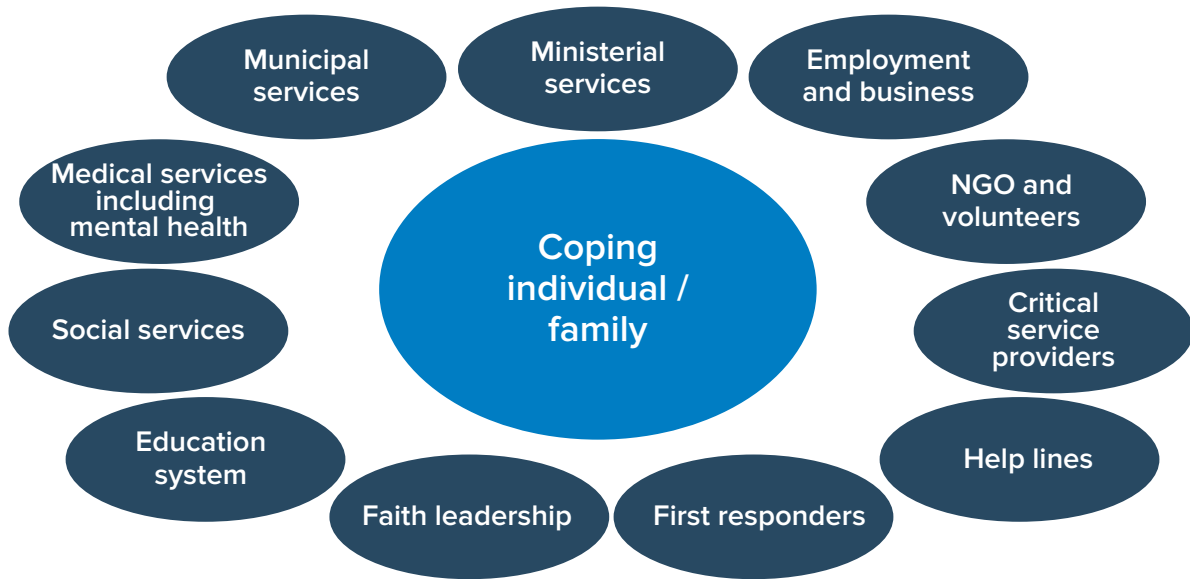 Municipal
services
Ministerial
services
Employment
and business
Medical services
including
mental health
NGO and
volunteers
Coping
individual /
family
Social services
Critical
service
providers
Education
system
Help lines
Faith leadership
First responders